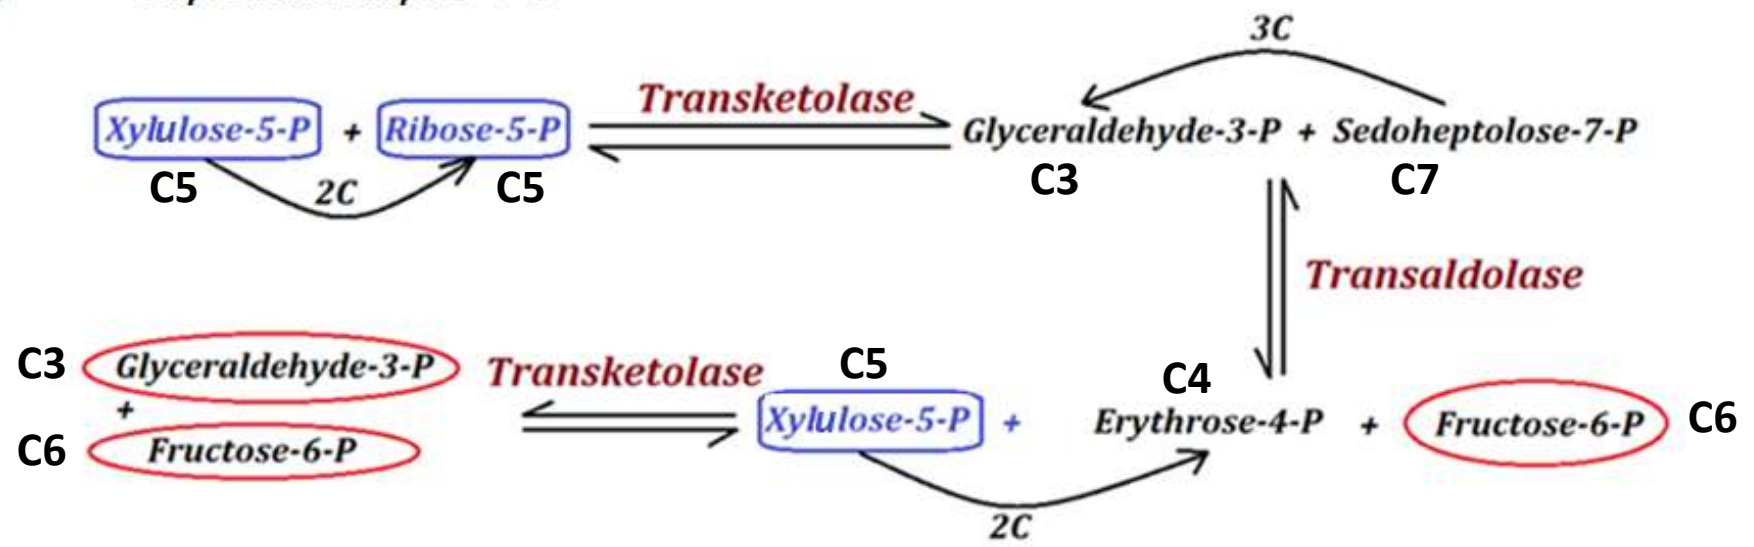 3C
Transketolase
Xylulose-5-P + Ribose-5-P
Glyceraldehyde-3-P + Sedoheptolose-7-P
C5
2C
C5
C3
C7
Transaldolase
C3
Glyceraldehyde-3-P
+
C6
Fructose-6-P
Transketolase
C5
C4
Xylulose-5-P + Erythrose-4-P + Fructose-6-P
C6
2C